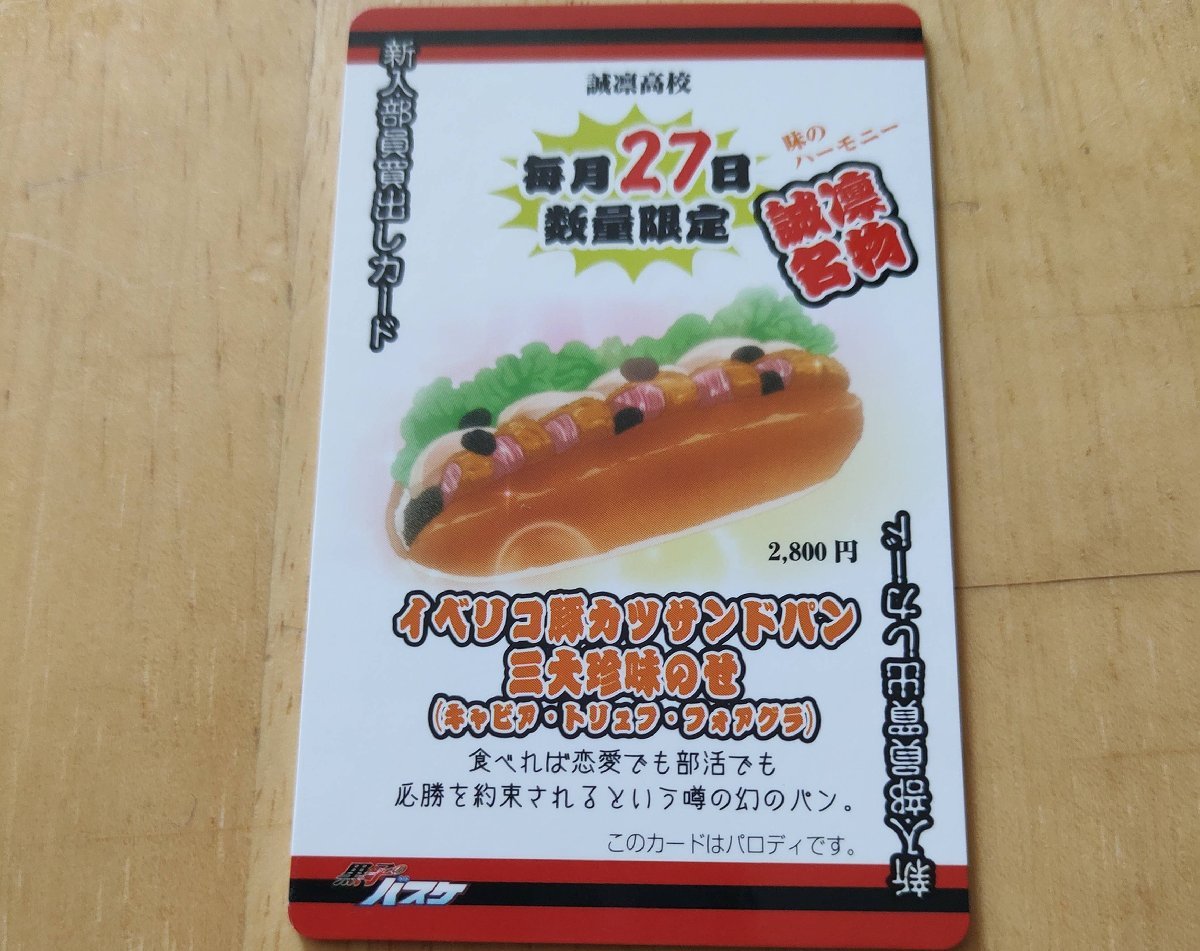 新入部員買出しカード
誠凛高校
毎月27日
数量限定
味の
ハーモニー
誠凛
名物
2,800円
イベリコ豚カツサンドパン
三大珍味のせ
(キャビア・トリュフ・フォアグラ)
食べれば恋愛でも部活でも
必勝を約束されるという噂の幻のパン。
このカードはパロディです。
新入部員買出しカード
黒子のバスケ